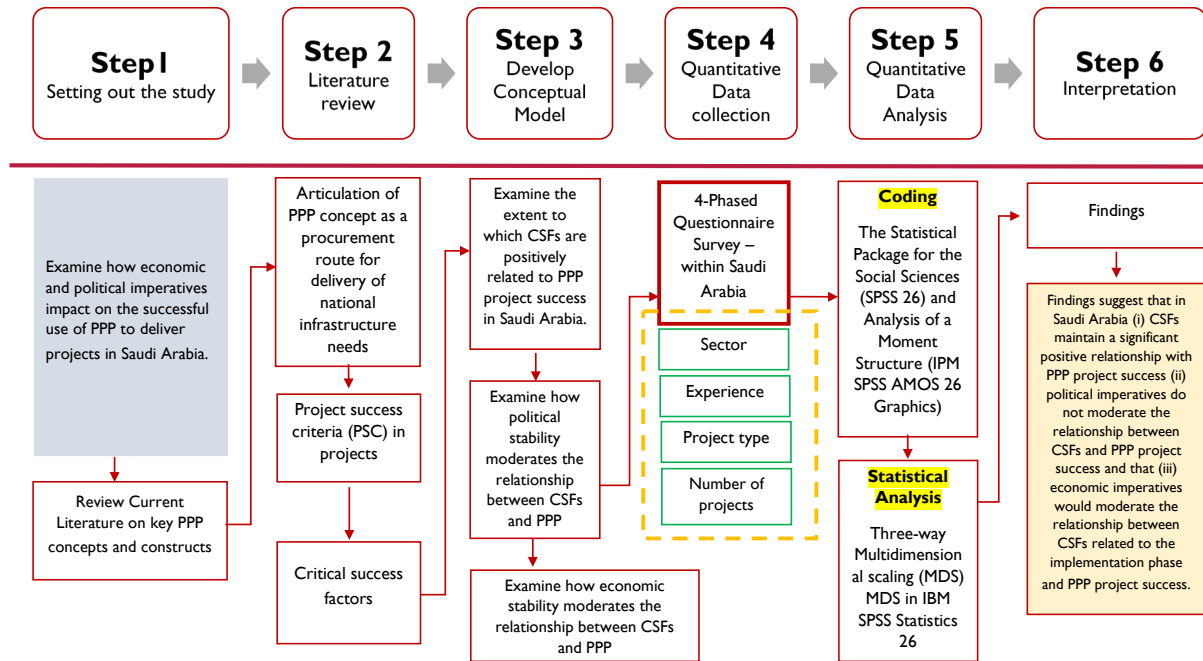 Step1
Setting out the study
Step 2
Literature
review
Step 3
Develop
Conceptual
Model
Step 4
Quantitative
Data
collection
Step 5
Quantitative
Data
Analysis
Step 6
Interpretation
Examine how economic
and political imperatives
impact on the successful
use of PPP to deliver
projects in Saudi Arabia.
Review Current
Literature on key PPP
concepts and constructs
Articulation of
PPP concept as a
procurement
route for
delivery of
national
infrastructure
needs
Project success
criteria (PSC) in
projects
Critical success
factors
Examine the
extent to
which CSFs are
positively
related to PPP
project success
in Saudi Arabia.
Examine how
political
stability
moderates the
relationship
between CSFs
and PPP
Examine how economic
stability moderates the
relationship between CSFs
and PPP
4-Phased
Questionnaire
Survey –
within Saudi
Arabia
Sector
Experience
Project type
Number of
projects
Coding
The Statistical
Package for the
Social Sciences
(SPSS 26) and
Analysis of a
Moment
Structure (IPM
SPSS AMOS 26
Graphics)
Statistical
Analysis
Three-way
Multidimension
al scaling (MDS)
MDS in IBM
SPSS Statistics
26
Findings
Findings suggest that in
Saudi Arabia (i) CSFs
maintain a significant
positive relationship with
PPP project success (ii)
political imperatives do
not moderate the
relationship between
CSFs and PPP project
success and that (iii)
economic imperatives
would moderate the
relationship between
CSFs related to the
implementation phase
and PPP project success.